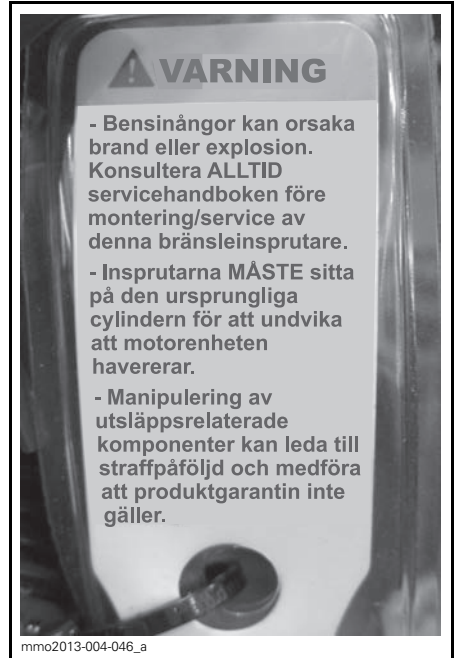 VARNING
- Bensinångor kan orsaka
brand eller explosion.
Konsultera ALLTID
servicehandboken före
montering/service av
denna bränsleinsprutare.
- Insprutarna MÅSTE sitta
på den ursprungliga
cylindern för att undvika
att motorenheten
havererar.
- Manipulering av
utsläppsrelaterade
komponenter kan leda till
straffpåföljd och medföra
att produktgarantin inte
gäller.
mmo2013-004-046_a